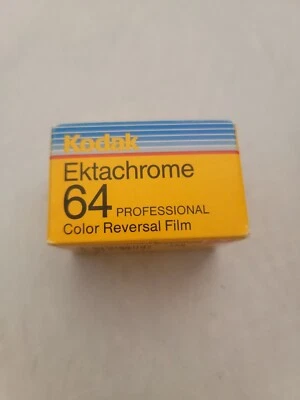 Kodak
Ektachrome
64 PROFESSIONAL
Color Reversal Film